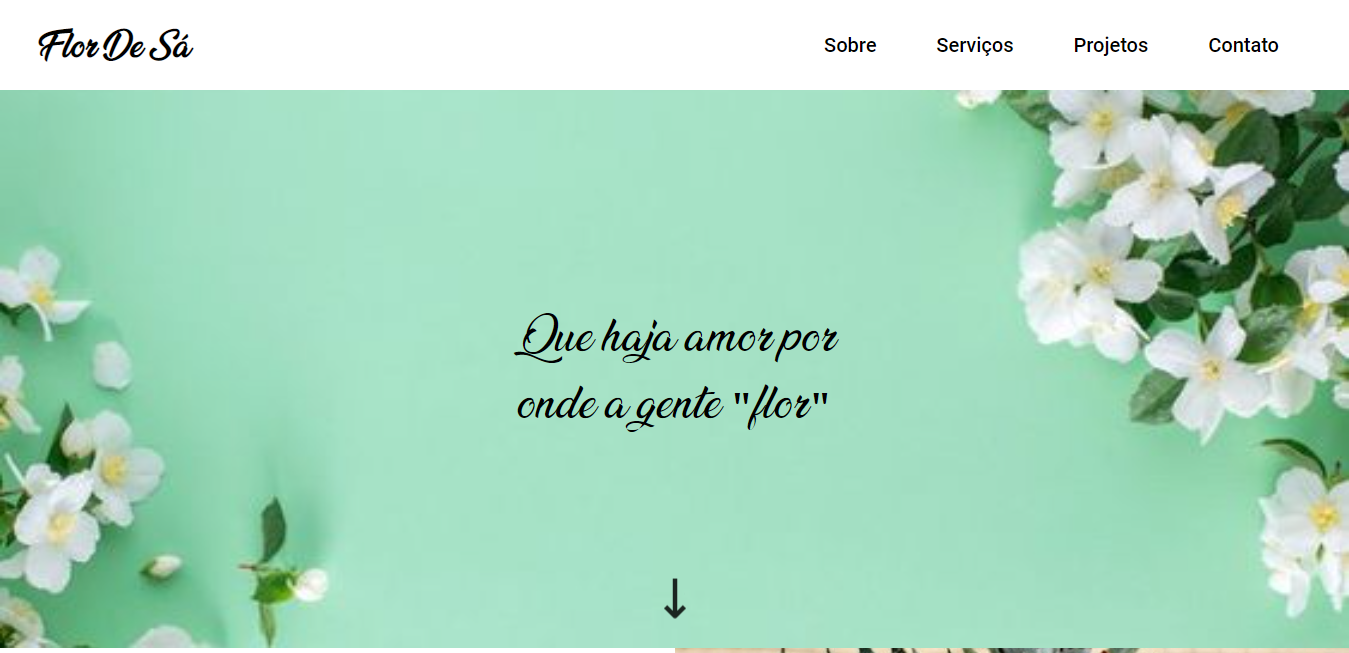 Flor De Sá
Sobre
Serviços
Projetos
Contato
Que haja amor por
onde a gente "flor"